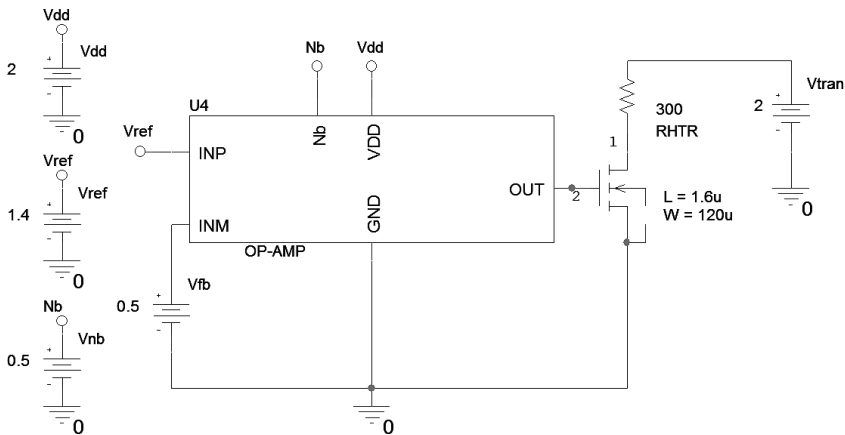 Vdd
+
Vdd
2
-
0
Vref
+
Vref
1.4
-
0
Nb
+
Vnb
0.5
-
0
Nb
Vdd
U4
Vref
INP
Nb
VDD
OUT
INM
GND
OP-AMP
+
Vfb
0.5
-
0
300
RHTR
1
2
L = 1.6u
W = 120u
+
Vtran
2
-
0